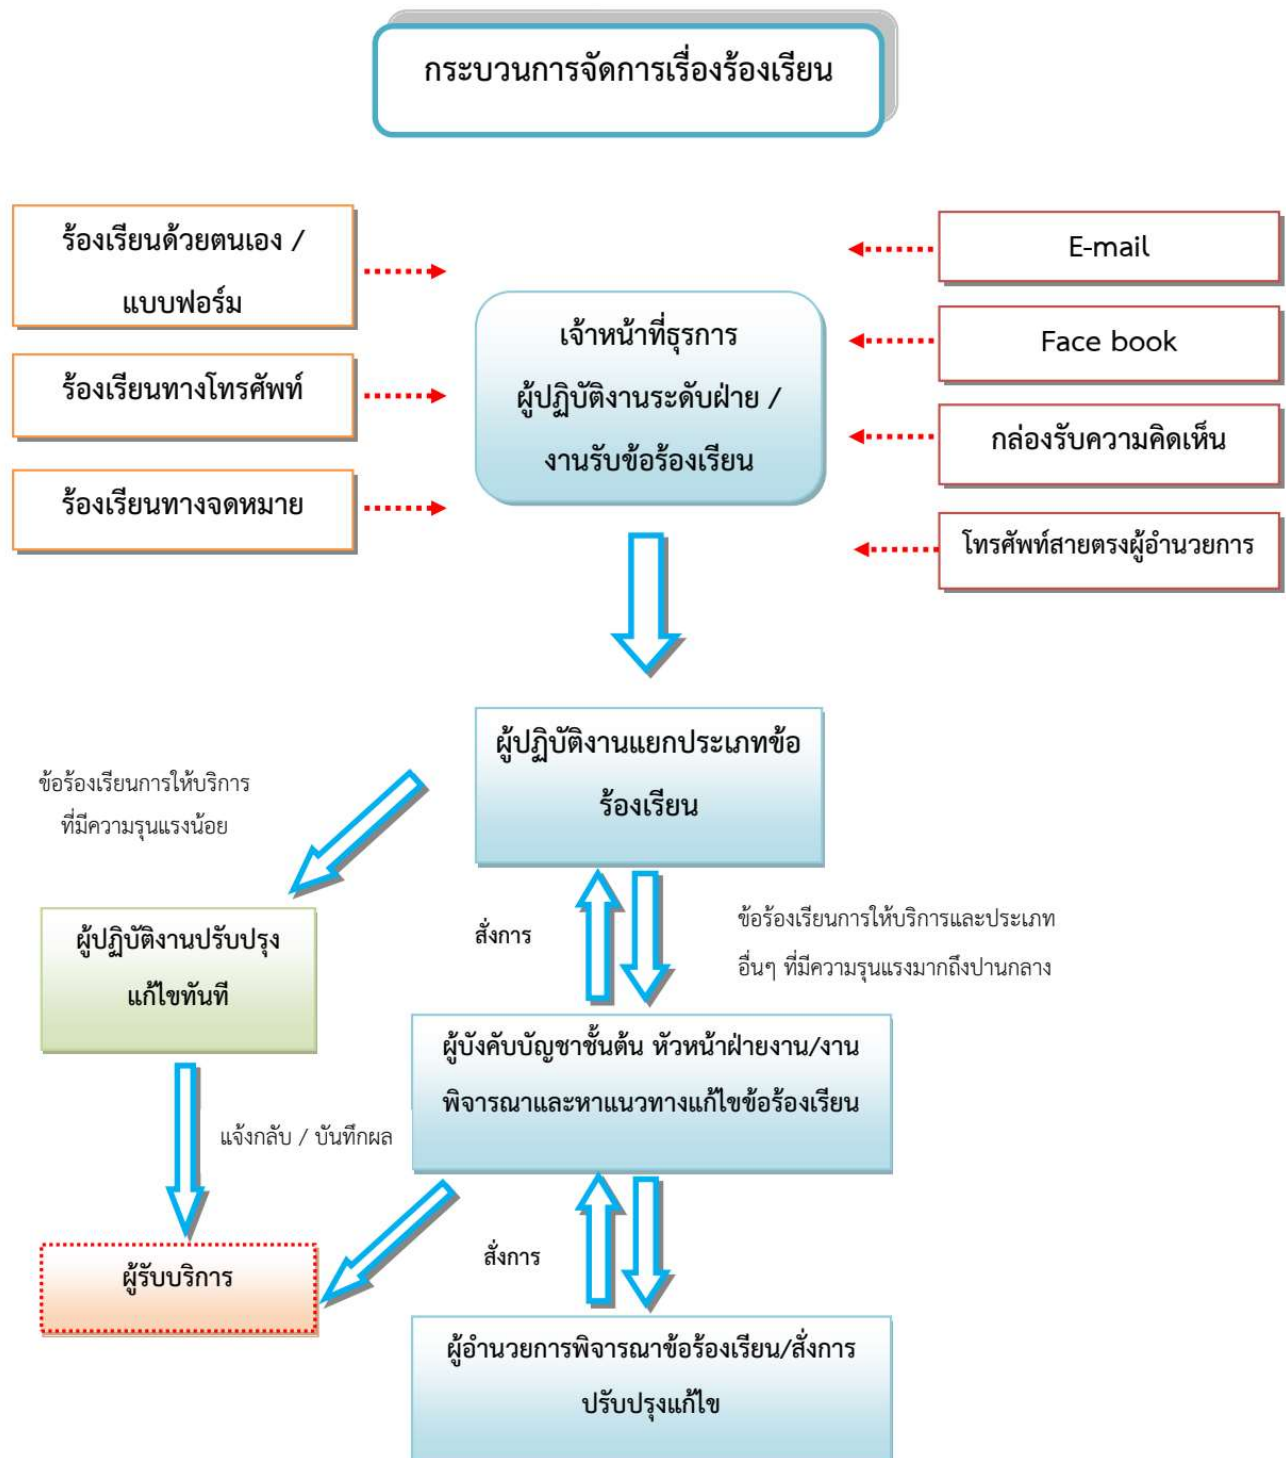 กระบวนการจัดการเรื่องร้องเรียน
ร้องเรียนด้วยตนเอง /
แบบฟอร์ม
ร้องเรียนทางโทรศัพท์
ร้องเรียนทางจดหมาย
เจ้าหน้าที่ธุรการ
ผู้ปฏิบัติงานระดับฝ่าย /
งานรับข้อร้องเรียน
E-mail
Face book
กล่องรับความคิดเห็น
โทรศัพท์สายตรงผู้อำนวยการ
ผู้ปฏิบัติงานแยกประเภทข้อ
ร้องเรียน
ข้อร้องเรียนการให้บริการ
ที่มีความรุนแรงน้อย
ผู้ปฏิบัติงานปรับปรุง
แก้ไขทันที
สั่งการ
ข้อร้องเรียนการให้บริการและประเภท
อื่นๆ ที่มีความรุนแรงมากถึงปานกลาง
ผู้บังคับบัญชาชั้นต้น หัวหน้าฝ่ายงาน/งาน
พิจารณาและหาแนวทางแก้ไขข้อร้องเรียน
แจ้งกลับ / บันทึกผล
ผู้รับบริการ
สั่งการ
ผู้อำนวยการพิจารณาข้อร้องเรียน/สั่งการ
ปรับปรุงแก้ไข